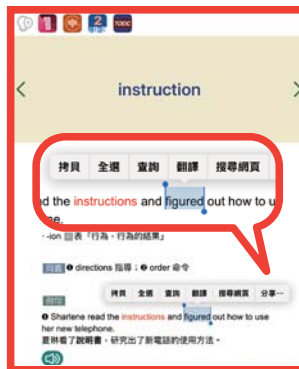 2
TOEIC
instruction
拷貝 全選 查詢 翻譯 搜尋網頁
d the instructions and figured out how to u
ne.
- -ion 表「行為，行為的結果」
❶ directions 指導；❷ order 命令
拷貝 全選 查詢 翻譯 搜尋網頁 分享⋯
❶ Sharlene read the instructions and figured out how to use
her new telephone.
夏琳看了說明書，研究出了新電話的使用方法。